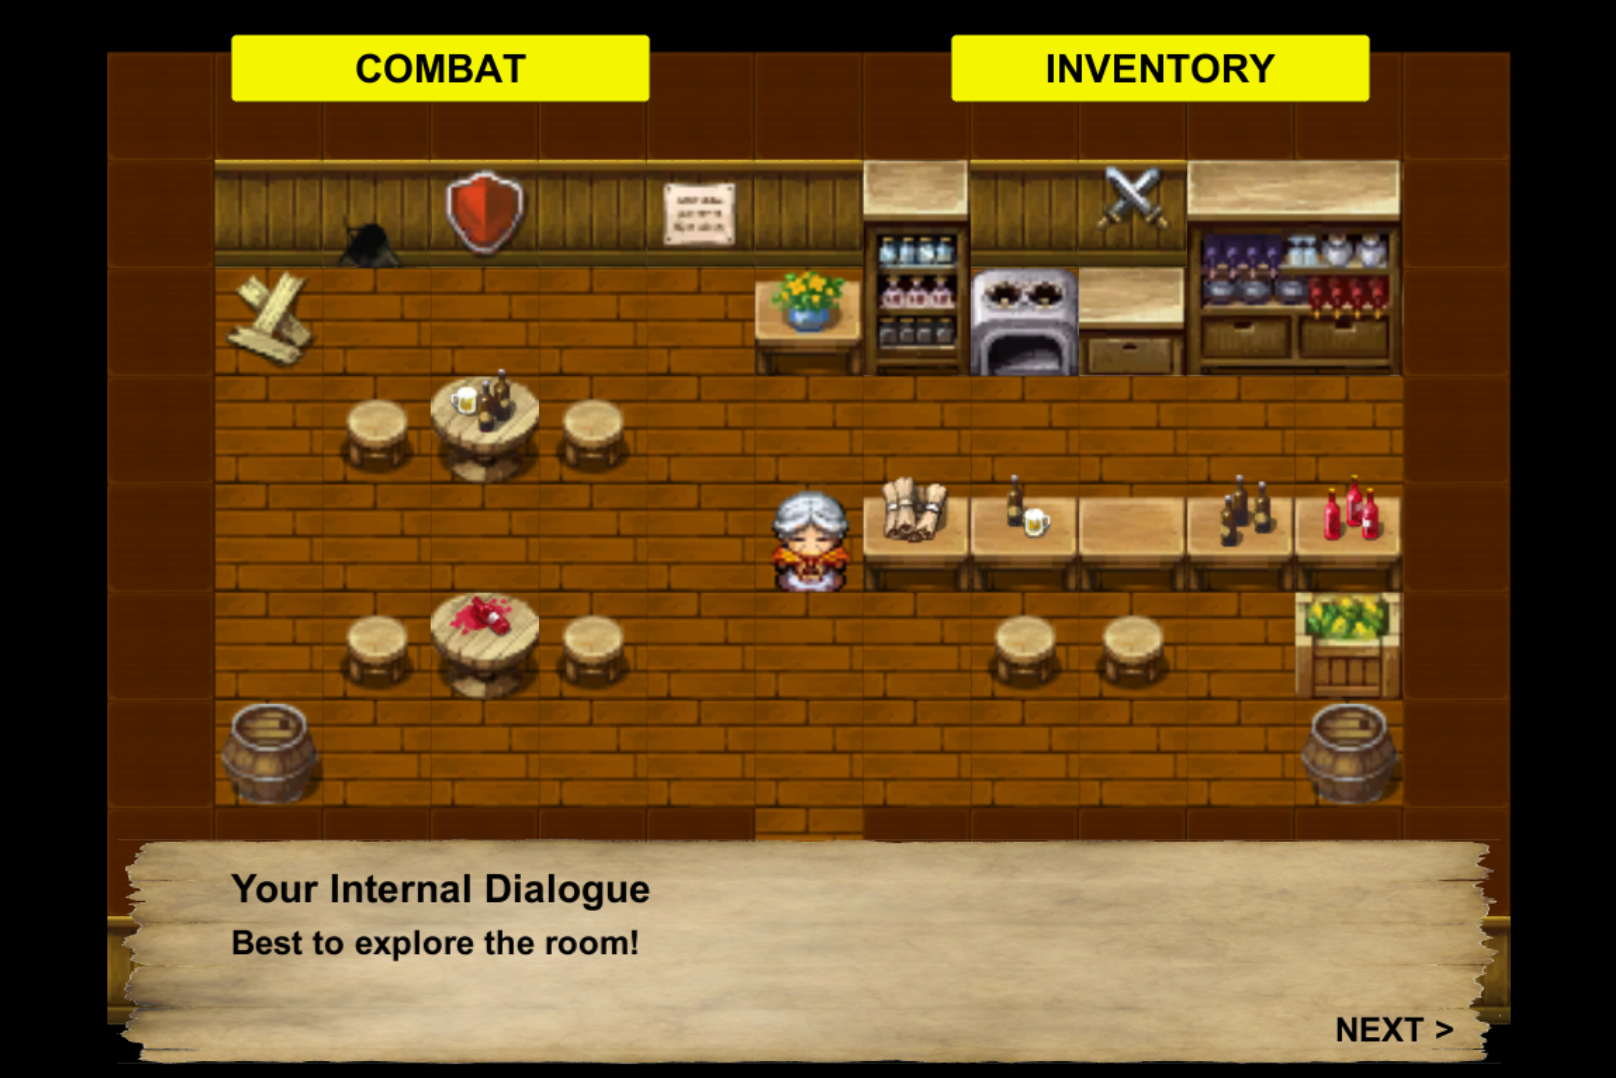 COMBAT
INVENTORY
Your Internal Dialogue
Best to explore the room!
NEXT >